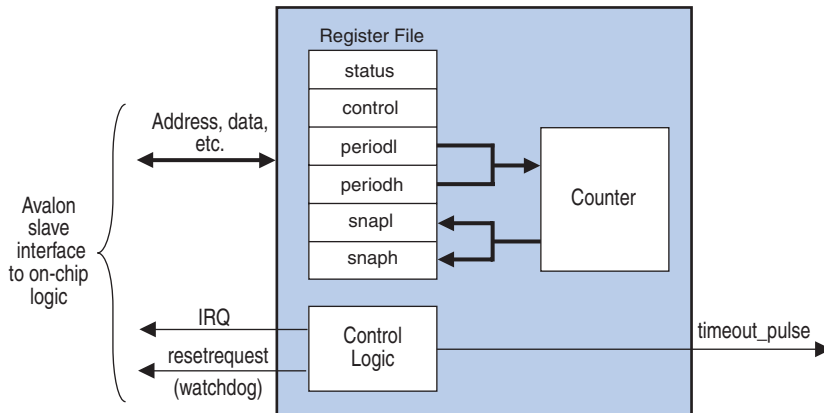 Register File
status
control
periodl
periodh
snapl
snaph
Counter
Address, data,
etc.
Avalon
slave
interface
to on-chip
logic
IRQ
resetrequest
(watchdog)
Control
Logic
timeout_pulse